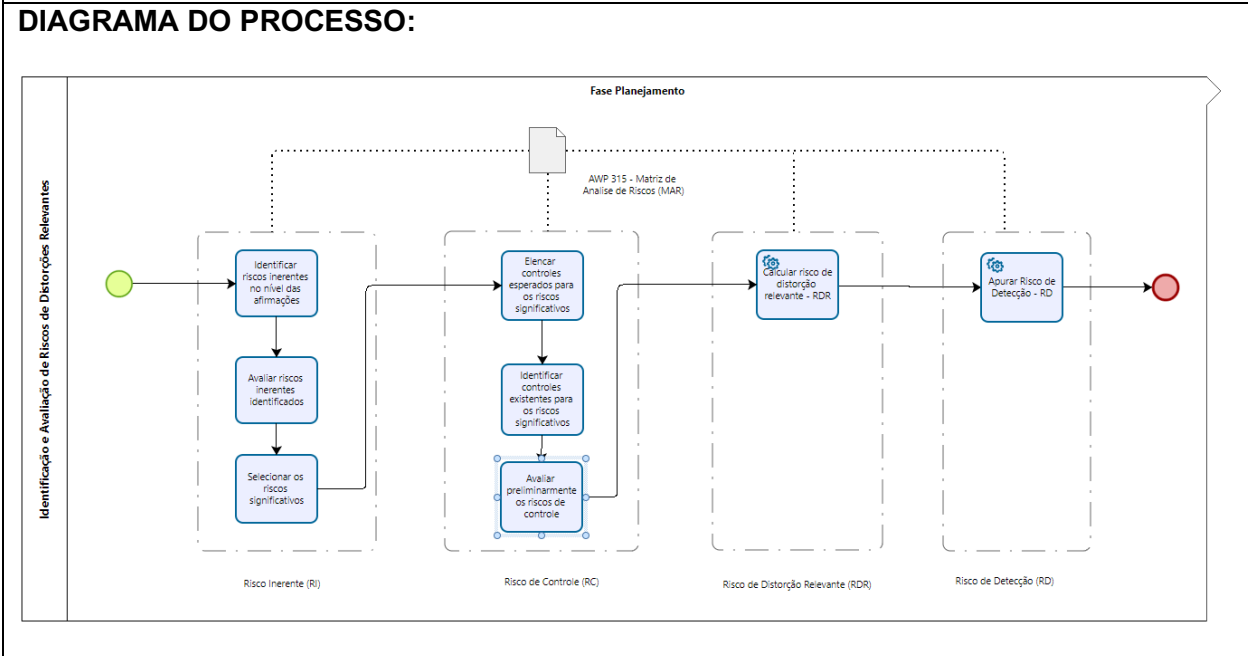 DIAGRAMA DO PROCESSO:
Fase Planejamento
Identificação e Avaliação de Riscos de Distorções Relevantes
AWP 315 - Matriz de
Analise de Riscos (MAR)
Identificar
riscos inerentes
no nível das
afirmações
Avaliar riscos
inerentes
identificados
Selecionar os
riscos
significativos
Risco Inerente (RI)
Elencar
controles
esperados para
os riscos
significativos
Identificar
controles
existentes para
os riscos
significativos
Avaliar
preliminarmente
os riscos de
controle
Risco de Controle (RC)
Calcular risco de
distorção
relevante - RDR
Risco de Distorção Relevante (RDR)
Apurar Risco de
Detecção - RD
Risco de Detecção (RD)